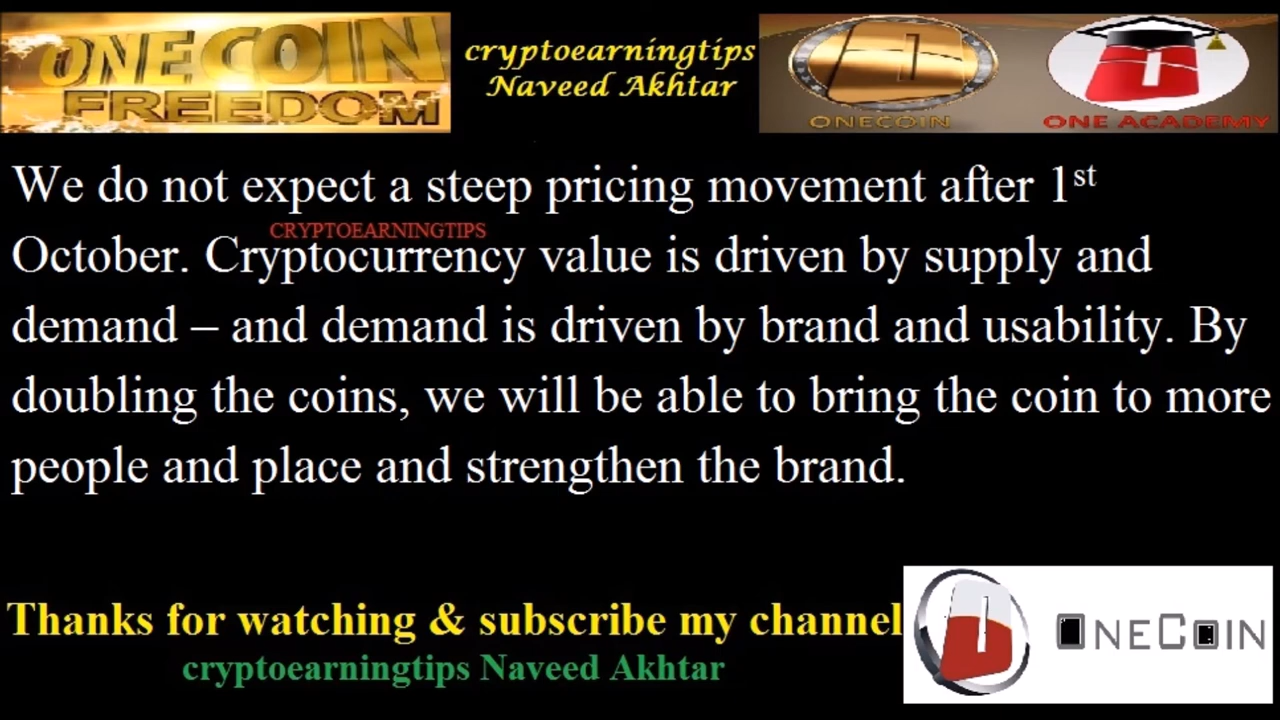 ONE COIN
FREEDOM
cryptoearningtips
Naveed Akhtar
ONECOIN
ONE ACADEMY
We do not expect a steep pricing movement after 1st
CRYPTOEARNINGTIPS
October. Cryptocurrency value is driven by supply and
demand – and demand is driven by brand and usability. By
doubling the coins, we will be able to bring the coin to more
people and place and strengthen the brand.
Thanks for watching & subscribe my channel
cryptoearningtips Naveed Akhtar
ONECOIN